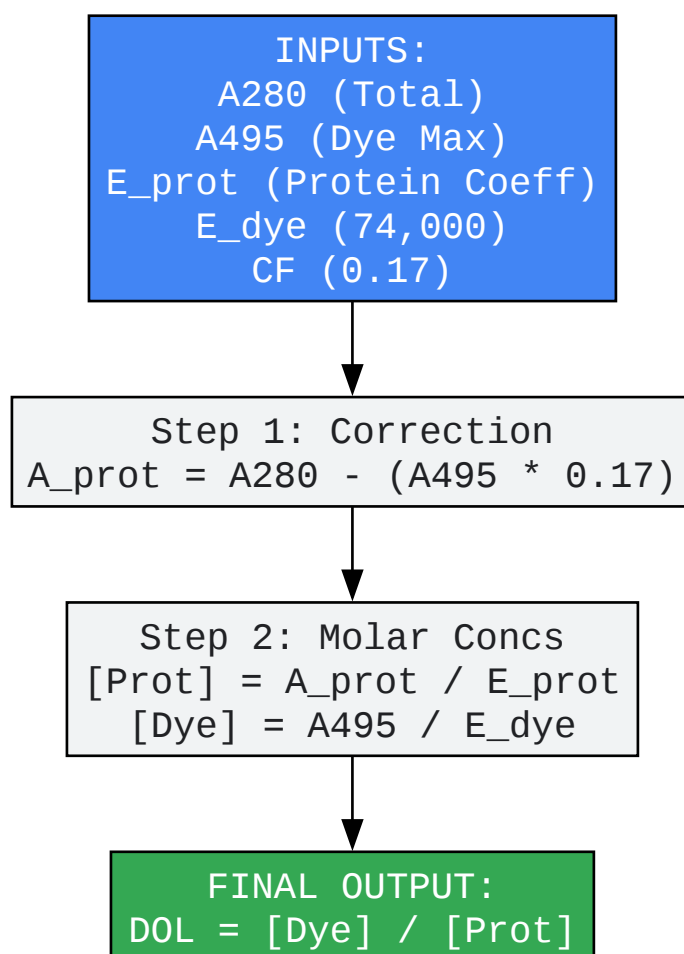 INPUTS:
A280 (Total)
A495 (Dye Max)
E_prot (Protein Coeff)
E_dye (74,000)
CF (0.17)
Step 1: Correction
A_prot = A280 - (A495 * 0.17)
Step 2: Molar Concs
[Prot] = A_prot / E_prot
[Dye] = A495 / E_dye
FINAL OUTPUT:
DOL = [Dye] / [Prot]